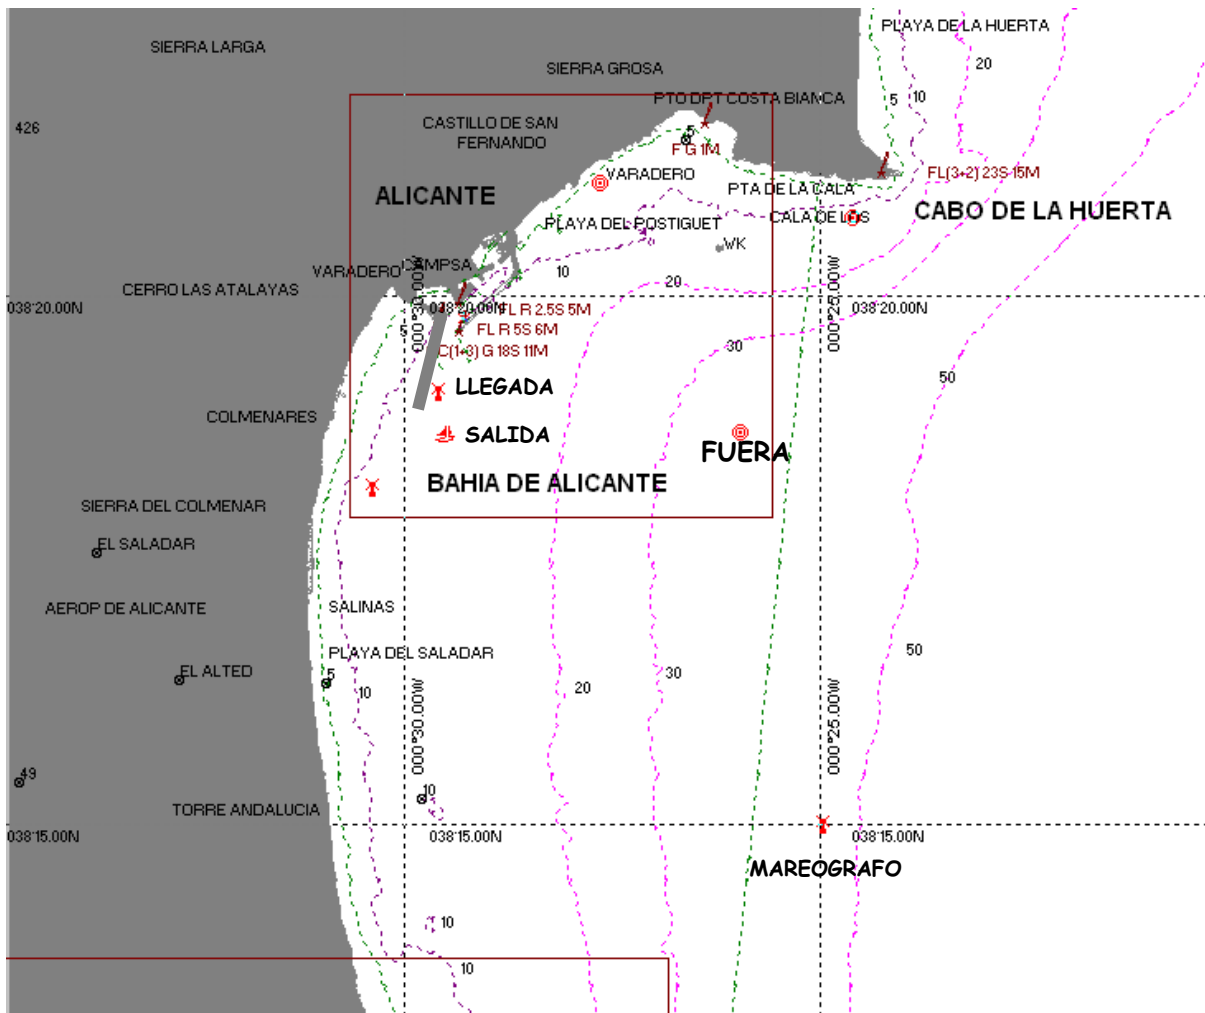 PLAYA DE LA HUERTA
SIERRA LARGA
20
SIERRA GROSA
5
10
PTO DPT COSTA BIANCA
426
CASTILLO DE SAN
FERNANDO
5
F G 1M
VARADERO
FL(3+2) 23S 15M
PTA DE LA CALA
ALICANTE
CABO DE LA HUERTA
PLAYA DEL POSTIGUET
CALA DE LOS
WK
CAMPSA
VARADERO
10
20
CERRO LAS ATALAYAS
038°20.00N
038°20.00N
038°20.00N
FL R 2.5S 5M
000°25.00W
5
FL R 5S 6M
30
C(1+3) G 18S 11M
50
LLEGADA
COLMENARES
SALIDA
FUERA
BAHIA DE ALICANTE
SIERRA DEL COLMENAR
EL SALADAR
AEROP DE ALICANTE
SALINAS
PLAYA DEL SALADAR
50
EL ALTED
5
10
20
30
000°30.00W
000°25.00W
49
10
TORRE ANDALUCIA
038°15.00N
038°15.00N
038°15.00N
MAREOGRAFO
10
10